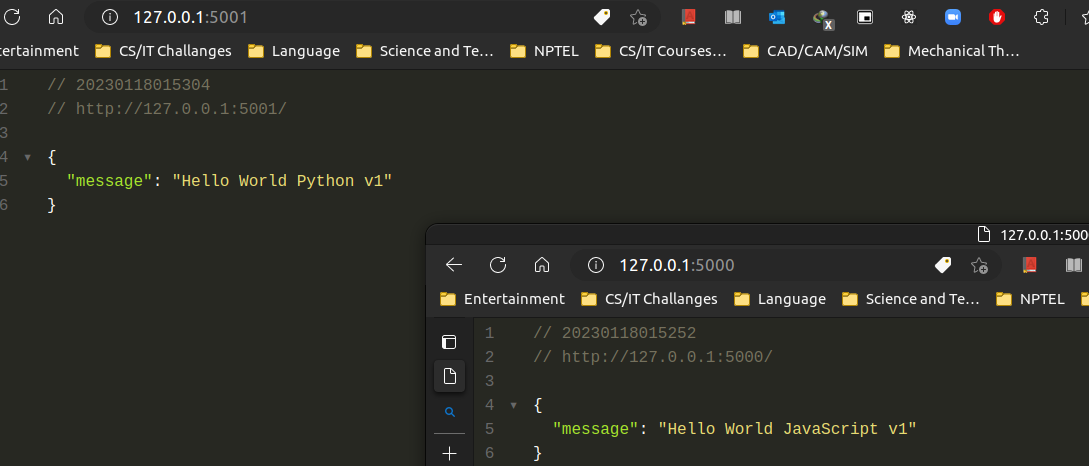 127.0.0.1:5001
ertainment CS/IT Challanges Language Science and Te… NPTEL CS/IT Courses… CAD/CAM/SIM Mechanical Th…
1 // 20230118015304
2 // http://127.0.0.1:5001/
3
4 {
5 "message": "Hello World Python v1"
6 }
127.0.0.1:500
127.0.0.1:5000
Entertainment CS/IT Challanges Language Science and Te… NPTEL
1 // 20230118015252
2 // http://127.0.0.1:5000/
3
4 {
5 "message": "Hello World JavaScript v1"
6 }